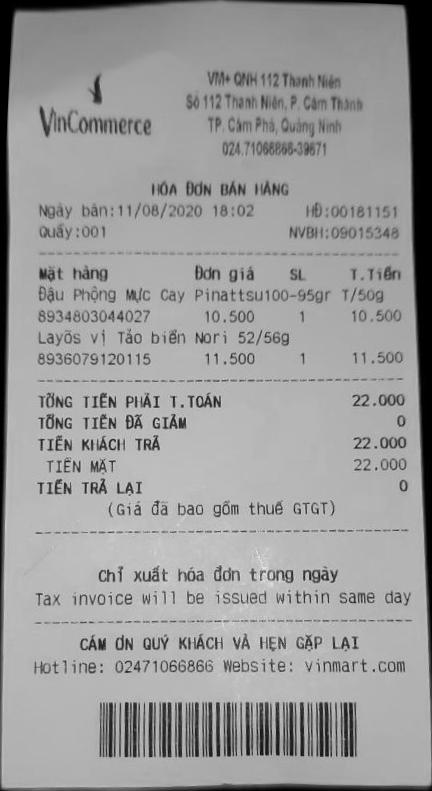 VinCommerce
VM+ QNH 112 Thanh Niên
Số 112 Thanh Niên, P. Cẩm Thành
TP. Cẩm Phả, Quảng Ninh
024.71066866-39671
HÓA ĐƠN BÁN HÀNG
Ngày bán:11/08/2020 18:02 HĐ:00181151
Quầy:001 NVBH:09015348
Mặt hàng Đơn giá SL T.Tiền
Đậu Phộng Mực Cay Pinattsu100-95gr T/50g
8934803044027 10.500 1 10.500
Layõs vị Tảo biển Nori 52/56g
8936079120115 11.500 1 11.500
TỔNG TIỀN PHẢI T.TOÁN 22.000
TỔNG TIỀN ĐÃ GIẢM 0
TIỀN KHÁCH TRẢ 22.000
TIỀN MẶT 22.000
TIỀN TRẢ LẠI 0
(Giá đã bao gồm thuế GTGT)
Chỉ xuất hóa đơn trong ngày
Tax invoice will be issued within same day
CÁM ƠN QUÝ KHÁCH VÀ HẸN GẶP LẠI
Hotline: 02471066866 Website: vinmart.com